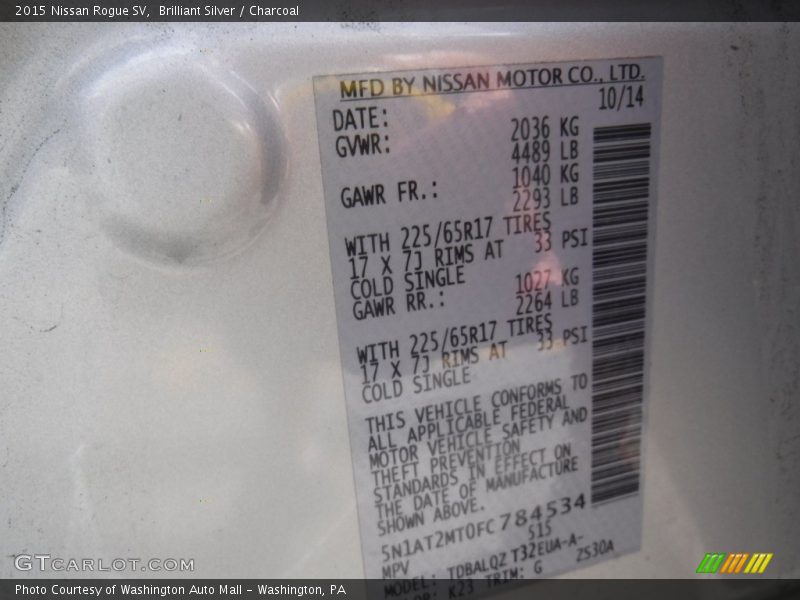 2015 Nissan Rogue SV, Brilliant Silver / Charcoal
MFD BY NISSAN MOTOR CO., LTD.
DATE: 10/14
GVWR: 2036 KG
4489 LB
GAWR FR.: 1040 KG
2293 LB
WITH 225/65R17 TIRES
17 X 7J RIMS AT 33 PSI
COLD SINGLE
GAWR RR.: 1027 KG
2264 LB
WITH 225/65R17 TIRES
17 X 7J RIMS AT 33 PSI
COLD SINGLE
THIS VEHICLE CONFORMS TO
ALL APPLICABLE FEDERAL
MOTOR VEHICLE SAFETY AND
THEFT PREVENTION
STANDARDS IN EFFECT ON
THE DATE OF MANUFACTURE
SHOWN ABOVE.
5N1AT2MT0FC784534
MPV 515
MODEL: TDBALQZ T32EUA-A-
K23 TRIM: G ZS30A
GTCARLOT.COM
Photo Courtesy of Washington Auto Mall - Washington, PA